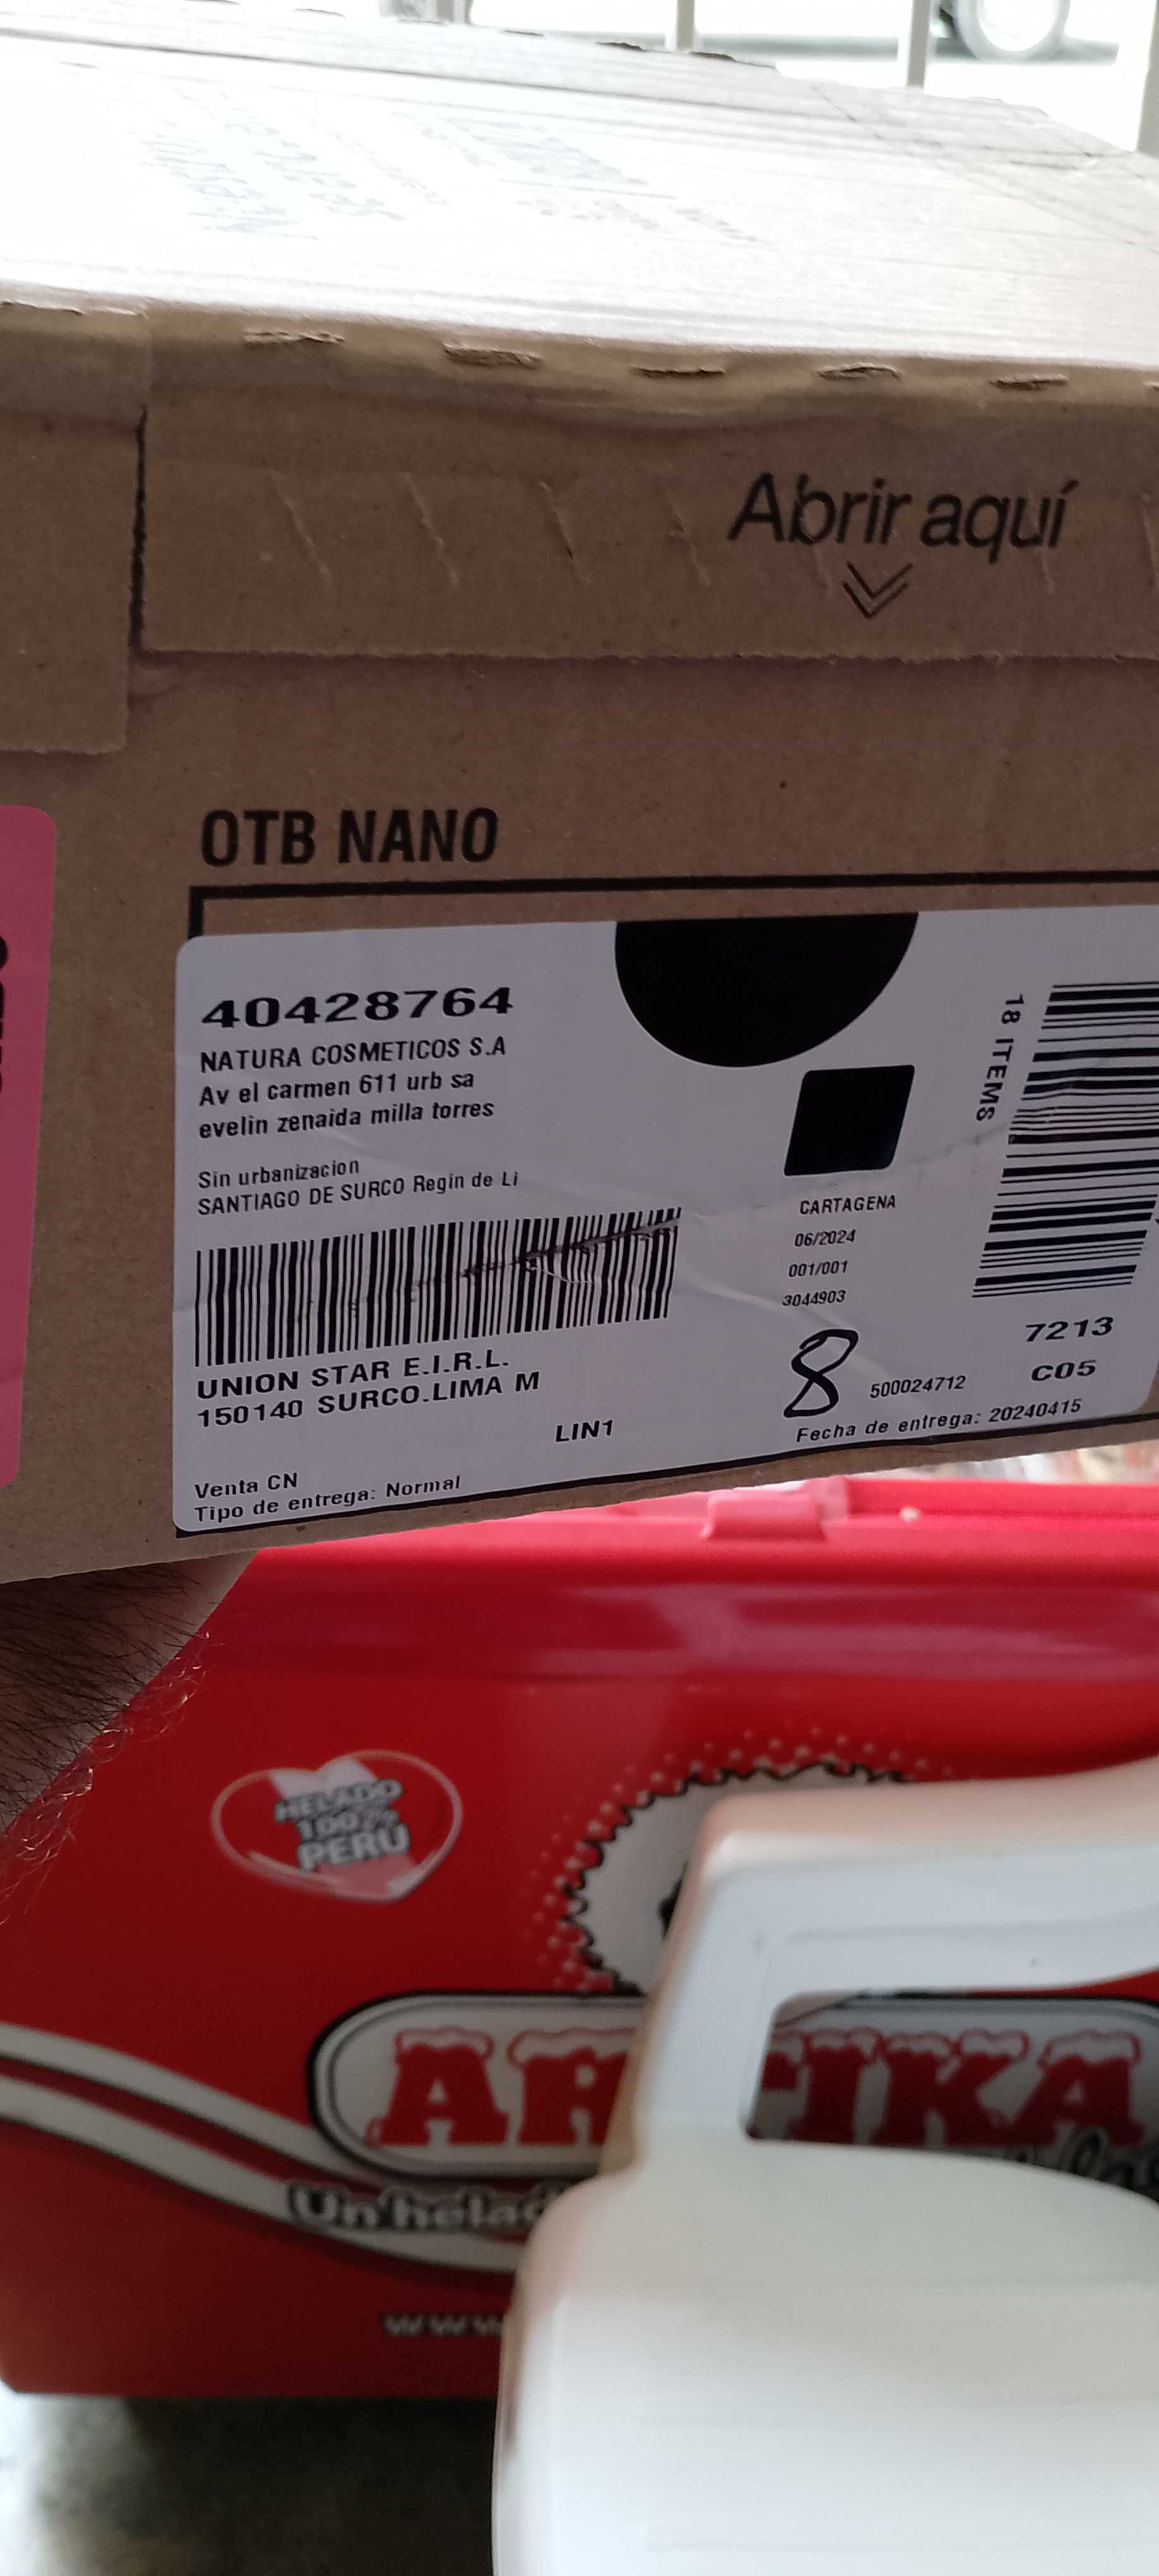 Abrir aquí
OTB NANO
40428764
NATURA COSMETICOS S.A
Av el carmen 611 urb sa
evelin zenaida milla torres
Sin urbanizacion
SANTIAGO DE SURCO Regin de Li
18 ITEMS
CARTAGENA
06/2024
001/001
3044903
UNION STAR E.I.R.L.
150140 SURCO.LIMA M
LIN1
8
500024712
7213
C05
Fecha de entrega: 20240415
Venta CN
Tipo de entrega: Normal
HELADO
100%
PERÚ